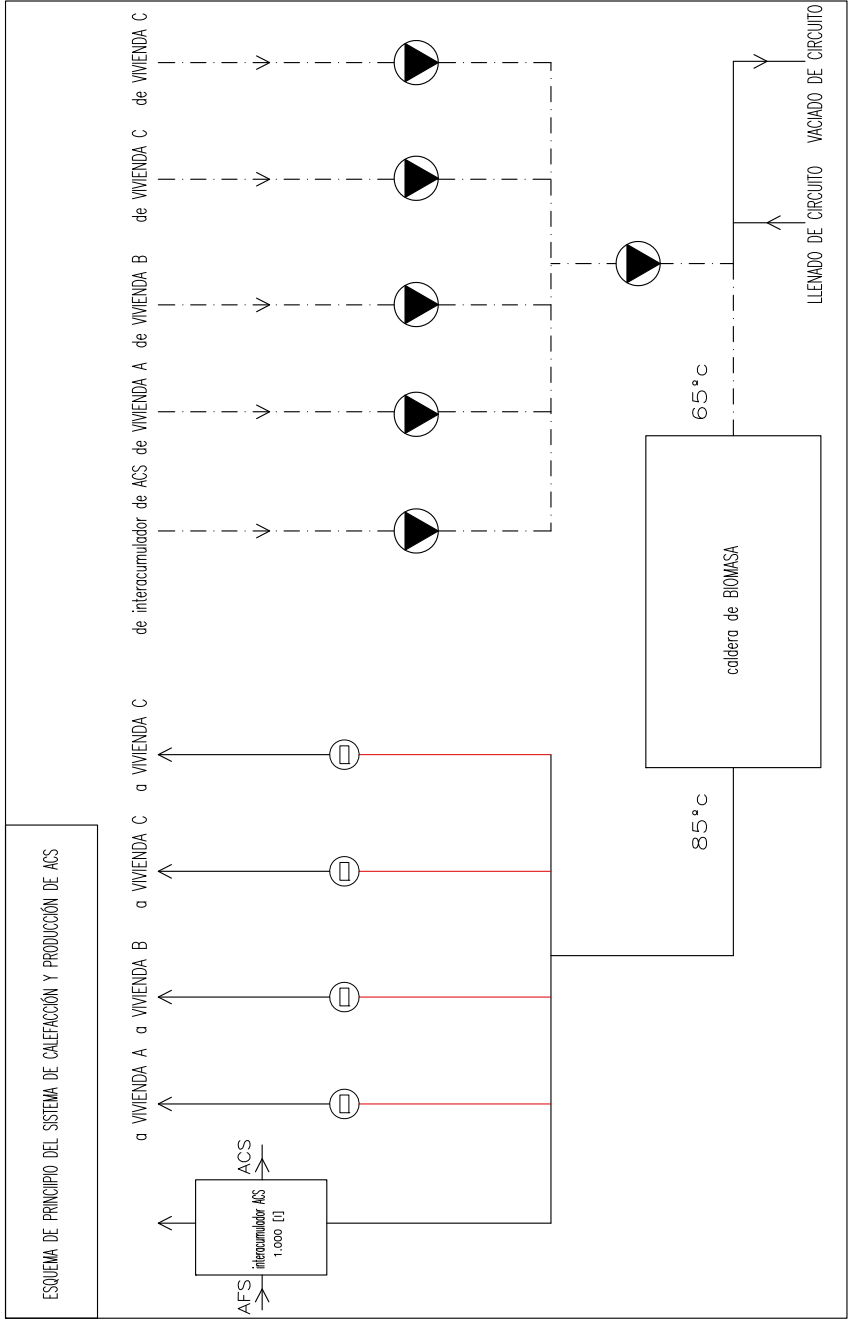 ESQUEMA DE PRINCIIPIO DEL SISTEMA DE CALEFACCIÓN Y PRODUCCIÓN DE ACS
a VIVIENDA A
a VIVIENDA B
a VIVIENDA C
a VIVIENDA C
de interacumulador de ACS
de VIVIENDA A
de VIVIENDA B
de VIVIENDA C
de VIVIENDA C
AFS
interacumulador ACS
1.000 [l]
ACS
85°c
caldera de BIOMASA
65°c
LLENADO DE CIRCUITO
VACIADO DE CIRCUITO